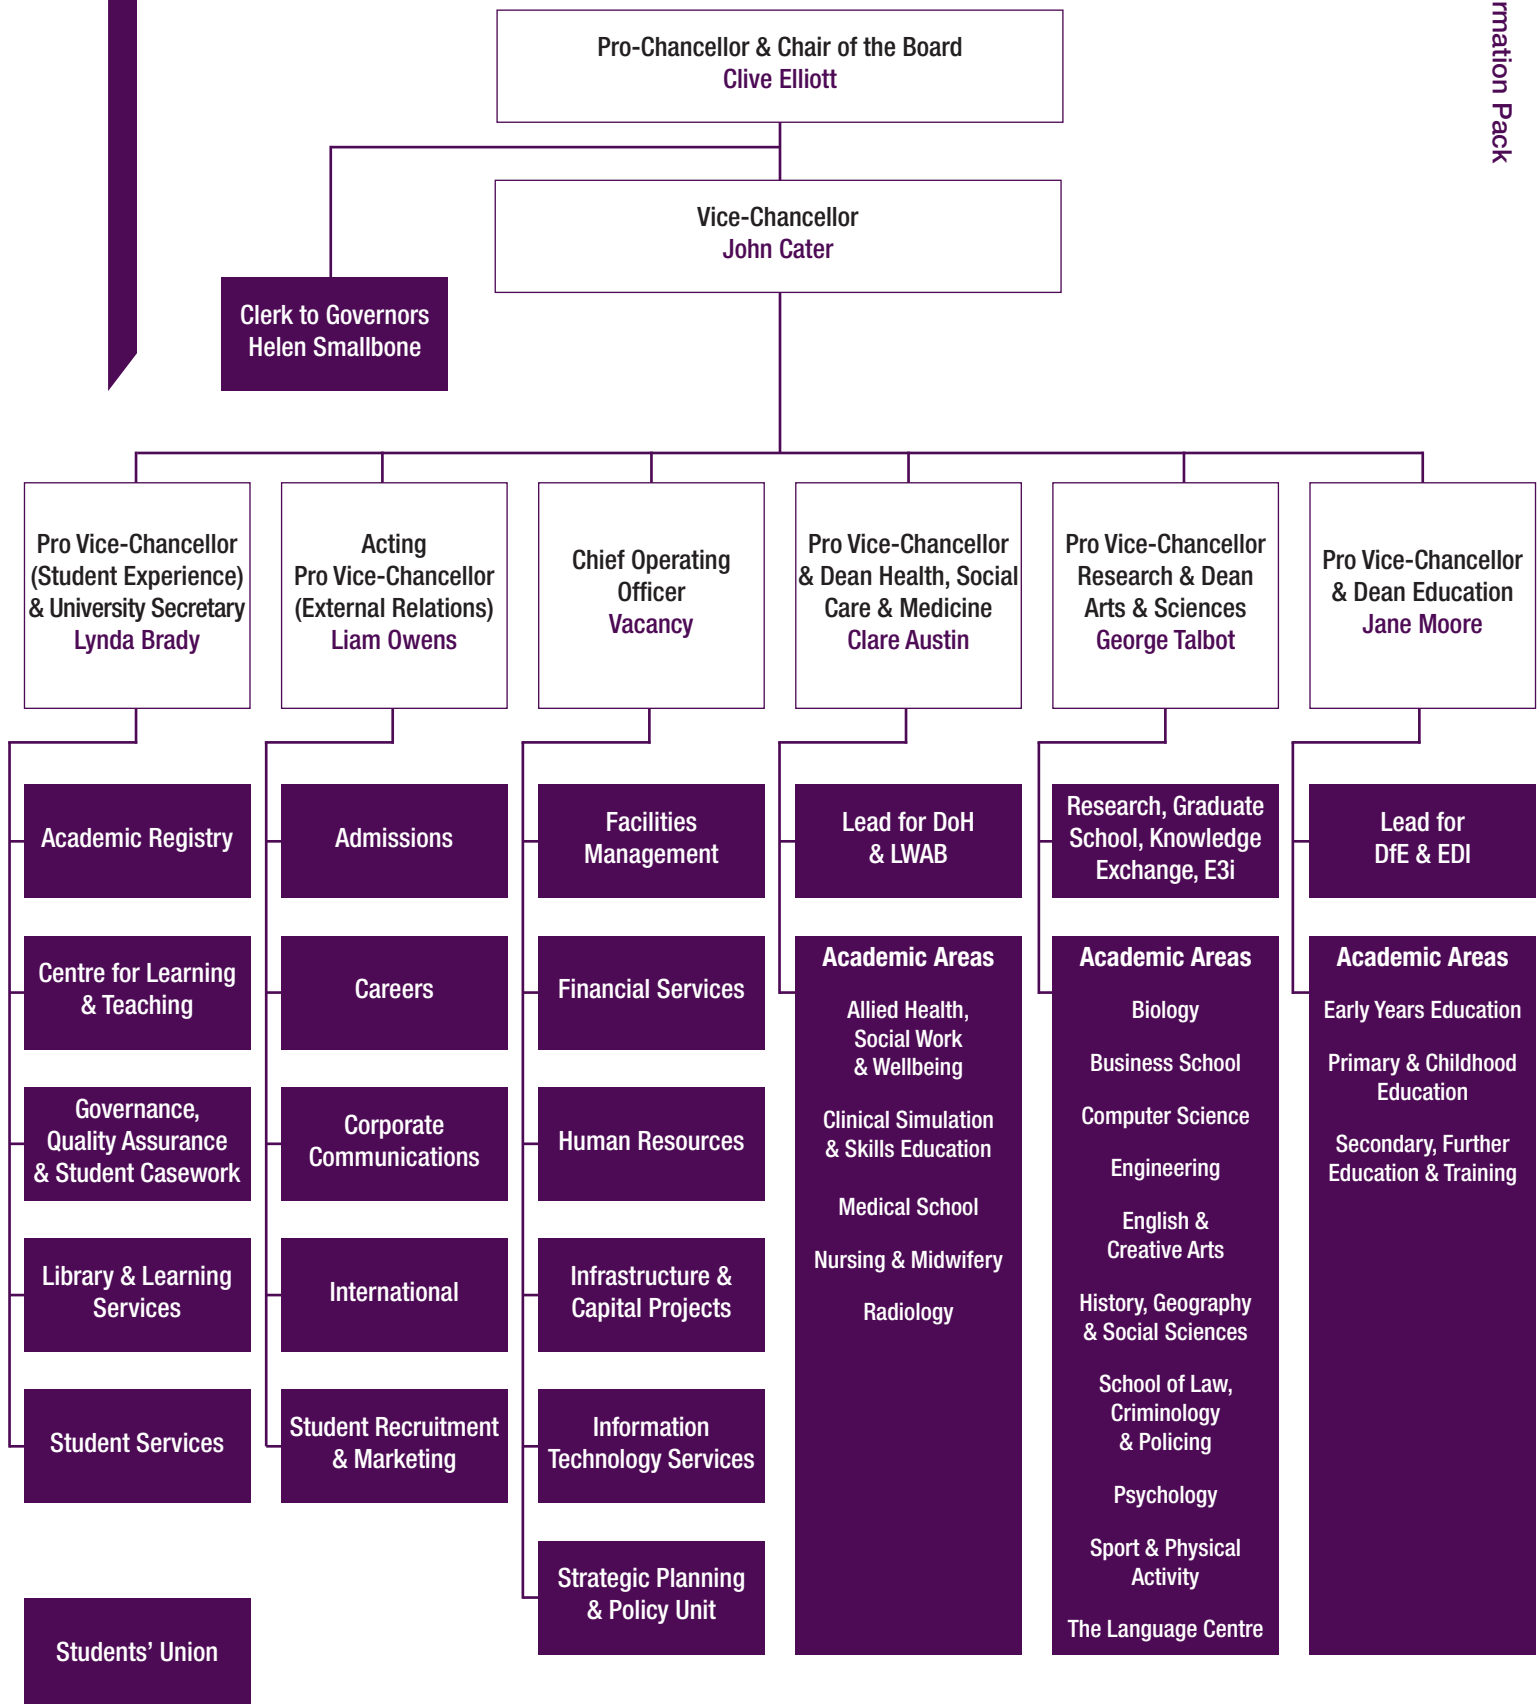 rmation Pack
Pro-Chancellor & Chair of the Board
Clive Elliott
Vice-Chancellor
John Cater
Clerk to Governors
Helen Smallbone
Pro Vice-Chancellor
(Student Experience)
& University Secretary
Lynda Brady
Acting
Pro Vice-Chancellor
(External Relations)
Liam Owens
Chief Operating
Officer
Vacancy
Pro Vice-Chancellor
& Dean Health, Social
Care & Medicine
Clare Austin
Pro Vice-Chancellor
Research & Dean
Arts & Sciences
George Talbot
Pro Vice-Chancellor
& Dean Education
Jane Moore
Academic Registry
Centre for Learning
& Teaching
Governance,
Quality Assurance
& Student Casework
Library & Learning
Services
Student Services
Students’ Union
Admissions
Careers
Corporate
Communications
International
Student Recruitment
& Marketing
Facilities
Management
Financial Services
Human Resources
Infrastructure &
Capital Projects
Information
Technology Services
Strategic Planning
& Policy Unit
Lead for DoH
& LWAB
Academic Areas
Allied Health,
Social Work
& Wellbeing
Clinical Simulation
& Skills Education
Medical School
Nursing & Midwifery
Radiology
Research, Graduate
School, Knowledge
Exchange, E3i
Academic Areas
Biology
Business School
Computer Science
Engineering
English &
Creative Arts
History, Geography
& Social Sciences
School of Law,
Criminology
& Policing
Psychology
Sport & Physical
Activity
The Language Centre
Lead for
DfE & EDI
Academic Areas
Early Years Education
Primary & Childhood
Education
Secondary, Further
Education & Training